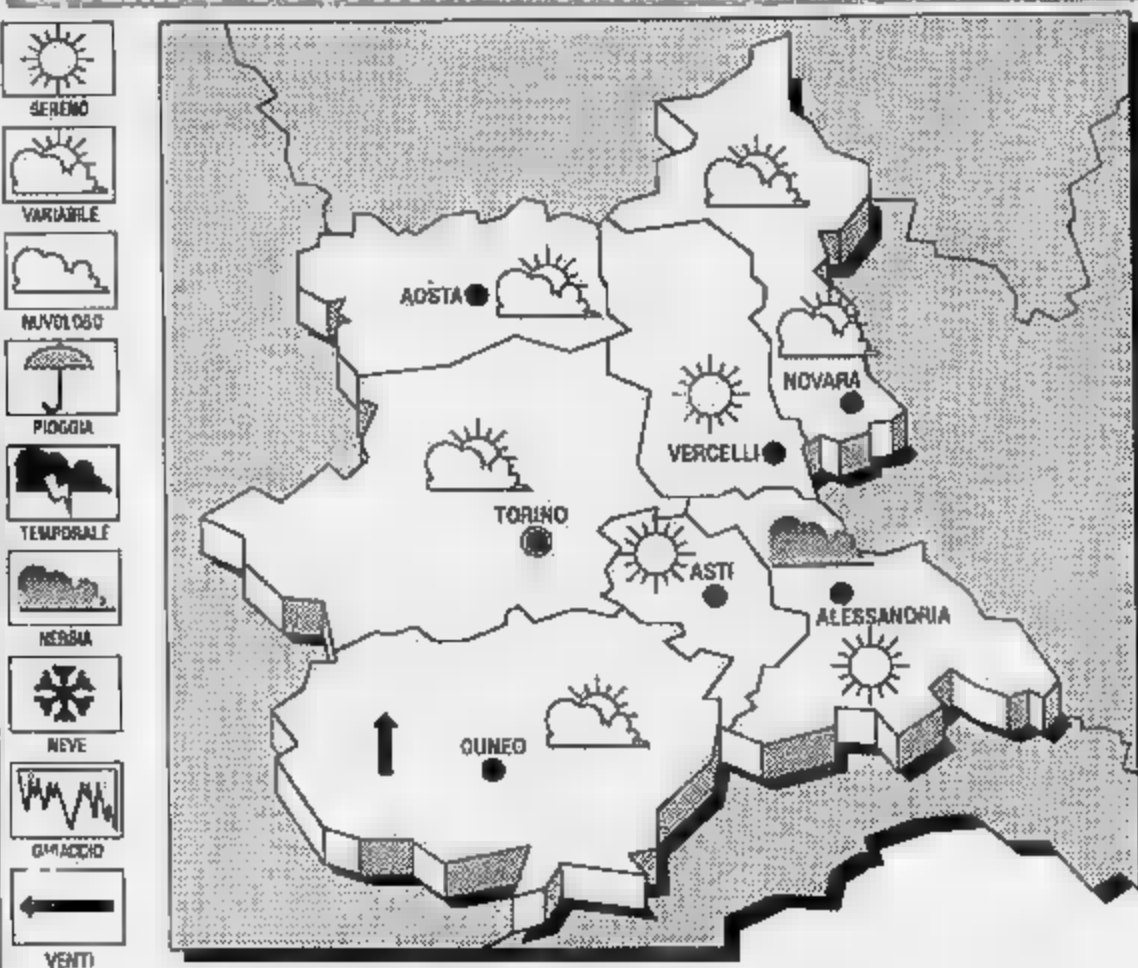 SERENO
VARIABILE
NUVOLOSO
PIOGGIA
TEMPORALE
NEBBIA
NEVE
GHIACCIO
VENTI
AOSTA
NOVARA
VERCELLI
TORINO
ASTI
ALESSANDRIA
CUNEO